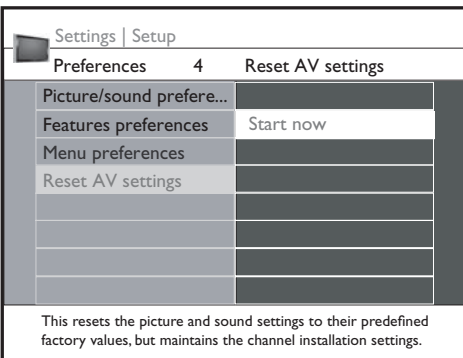 Settings | Setup
Preferences 4 Reset AV settings
Picture/sound prefere...
Features preferences Start now
Menu preferences
Reset AV settings
This resets the picture and sound settings to their predefined
factory values, but maintains the channel installation settings.